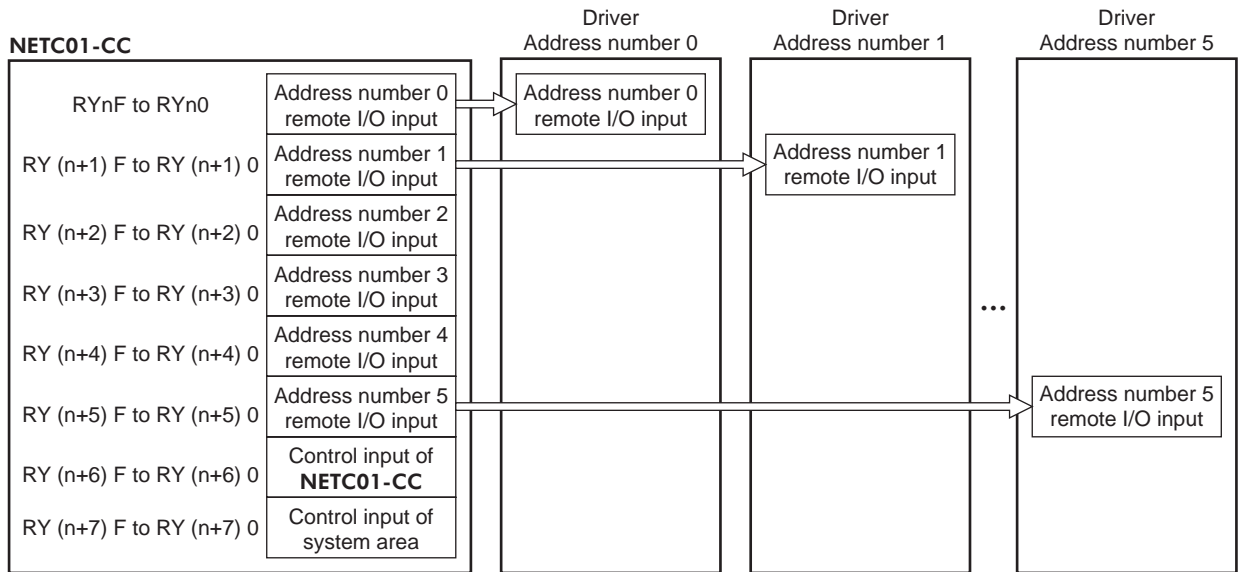 NETC01-CC
Driver
Address number 0
Driver
Address number 1
Driver
Address number 5
RYnF to RYn0
Address number 0
remote I/O input
Address number 0
remote I/O input
RY (n+1) F to RY (n+1) 0
Address number 1
remote I/O input
Address number 1
remote I/O input
RY (n+2) F to RY (n+2) 0
Address number 2
remote I/O input
RY (n+3) F to RY (n+3) 0
Address number 3
remote I/O input
...
RY (n+4) F to RY (n+4) 0
Address number 4
remote I/O input
RY (n+5) F to RY (n+5) 0
Address number 5
remote I/O input
Address number 5
remote I/O input
RY (n+6) F to RY (n+6) 0
Control input of
NETC01-CC
RY (n+7) F to RY (n+7) 0
Control input of
system area